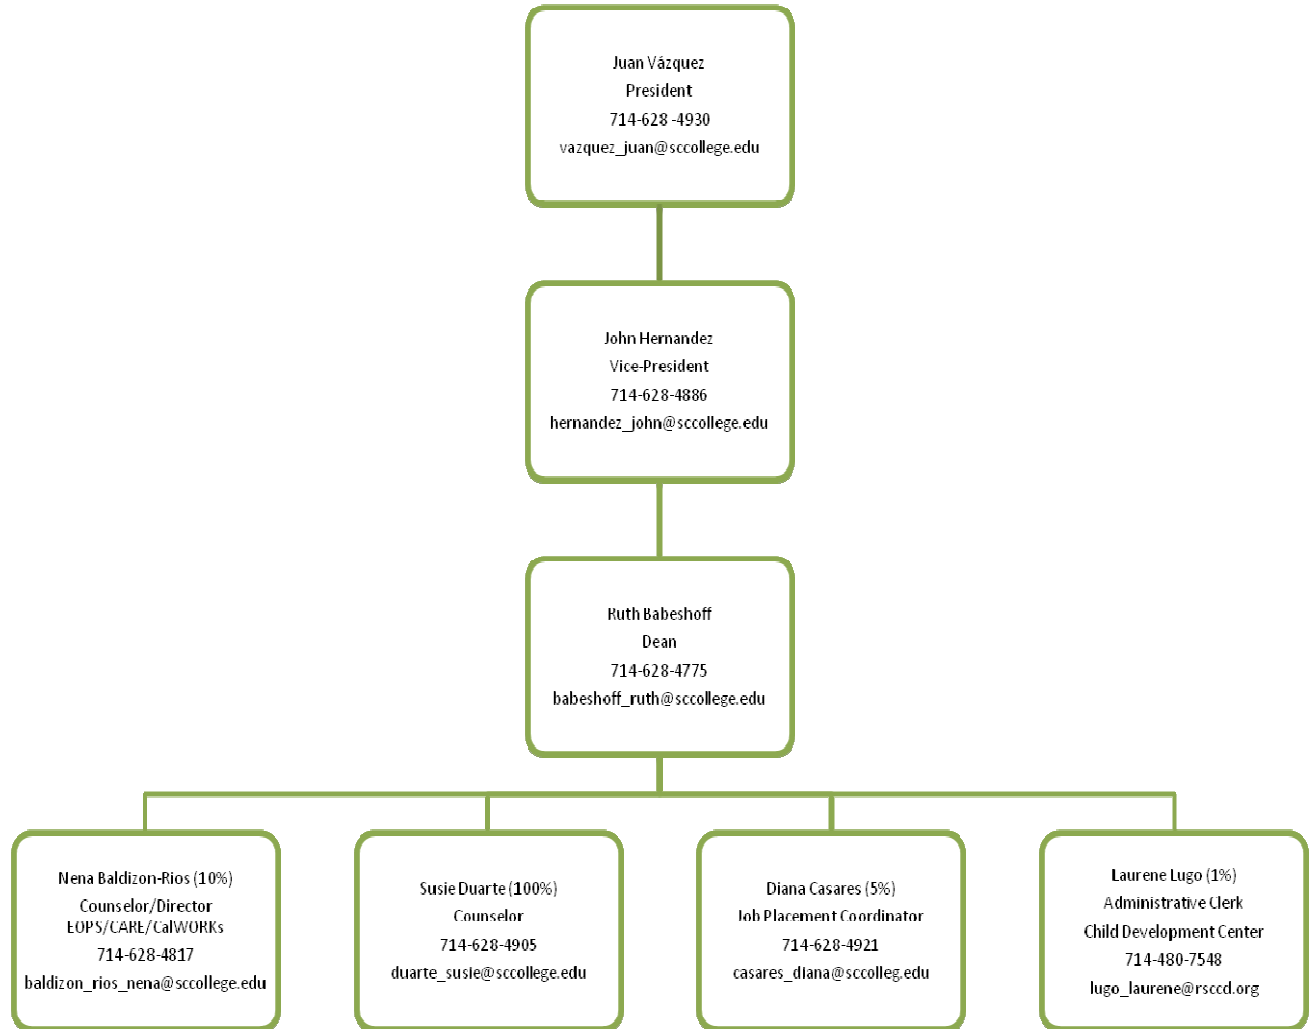 Juan Vázquez
President
714-628 -4930
vazquez_juan@sccollege.edu
John Hernandez
Vice-President
714-628-4886
hernandez_john@sccollege.edu
Ruth Babeshoff
Dean
714-628-4775
babeshoff_ruth@sccollege.edu
Nena Baldizon-Rios (10%)
Counselor/Director
EOPS/CARE/CalWORKs
714-628-4817
baldizon_rios_nena@sccollege.edu
Susie Duarte (100%)
Counselor
714-628-4905
duarte_susie@sccollege.edu
Diana Casares (5%)
Job Placement Coordinator
714-628-4921
casares_diana@sccolleg.edu
Laurene Lugo (1%)
Administrative Clerk
Child Development Center
714-480-7548
lugo_laurene@rsccd.org